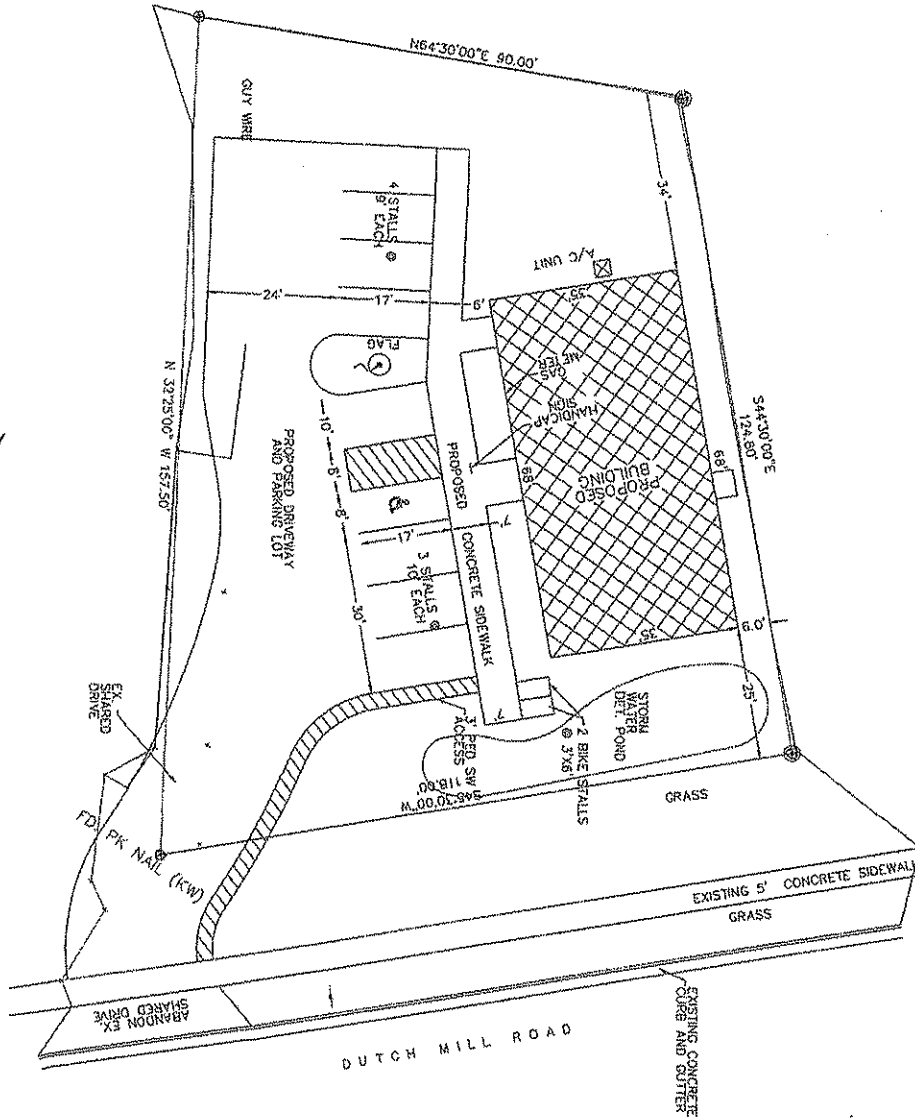 N64°30'00"E 90.00'
GUY WIRE
34'
4 STALLS @
9' EACH
A/C UNIT
35'
24'
17'
6'
FLAG
GAS
METER
HANDICAP
SIGN
S44°30'00"E
124.80'
68'
PROPOSED
BUILDING
68'
N 32°25'00" W 157.50'
PROPOSED DRIVEWAY
AND PARKING LOT
10'
8'
8'
30'
PROPOSED
CONCRETE SIDEWALK
7'
17'
3 STALLS @
10' EACH
35'
6.0'
25'
STORM
WATER
DET. POND
2 BIKE STALLS
@ 3'X6'
7'
3' PED SW
ACCESS
S45°30'00"W
118.00'
EX.
SHARED
DRIVE
FD. PK NAIL (KW)
GRASS
EXISTING 5' CONCRETE SIDEWALK
GRASS
ABANDON EX.
SHARED DRIVE
EXISTING CONCRETE
CURB AND GUTTER
DUTCH MILL ROAD